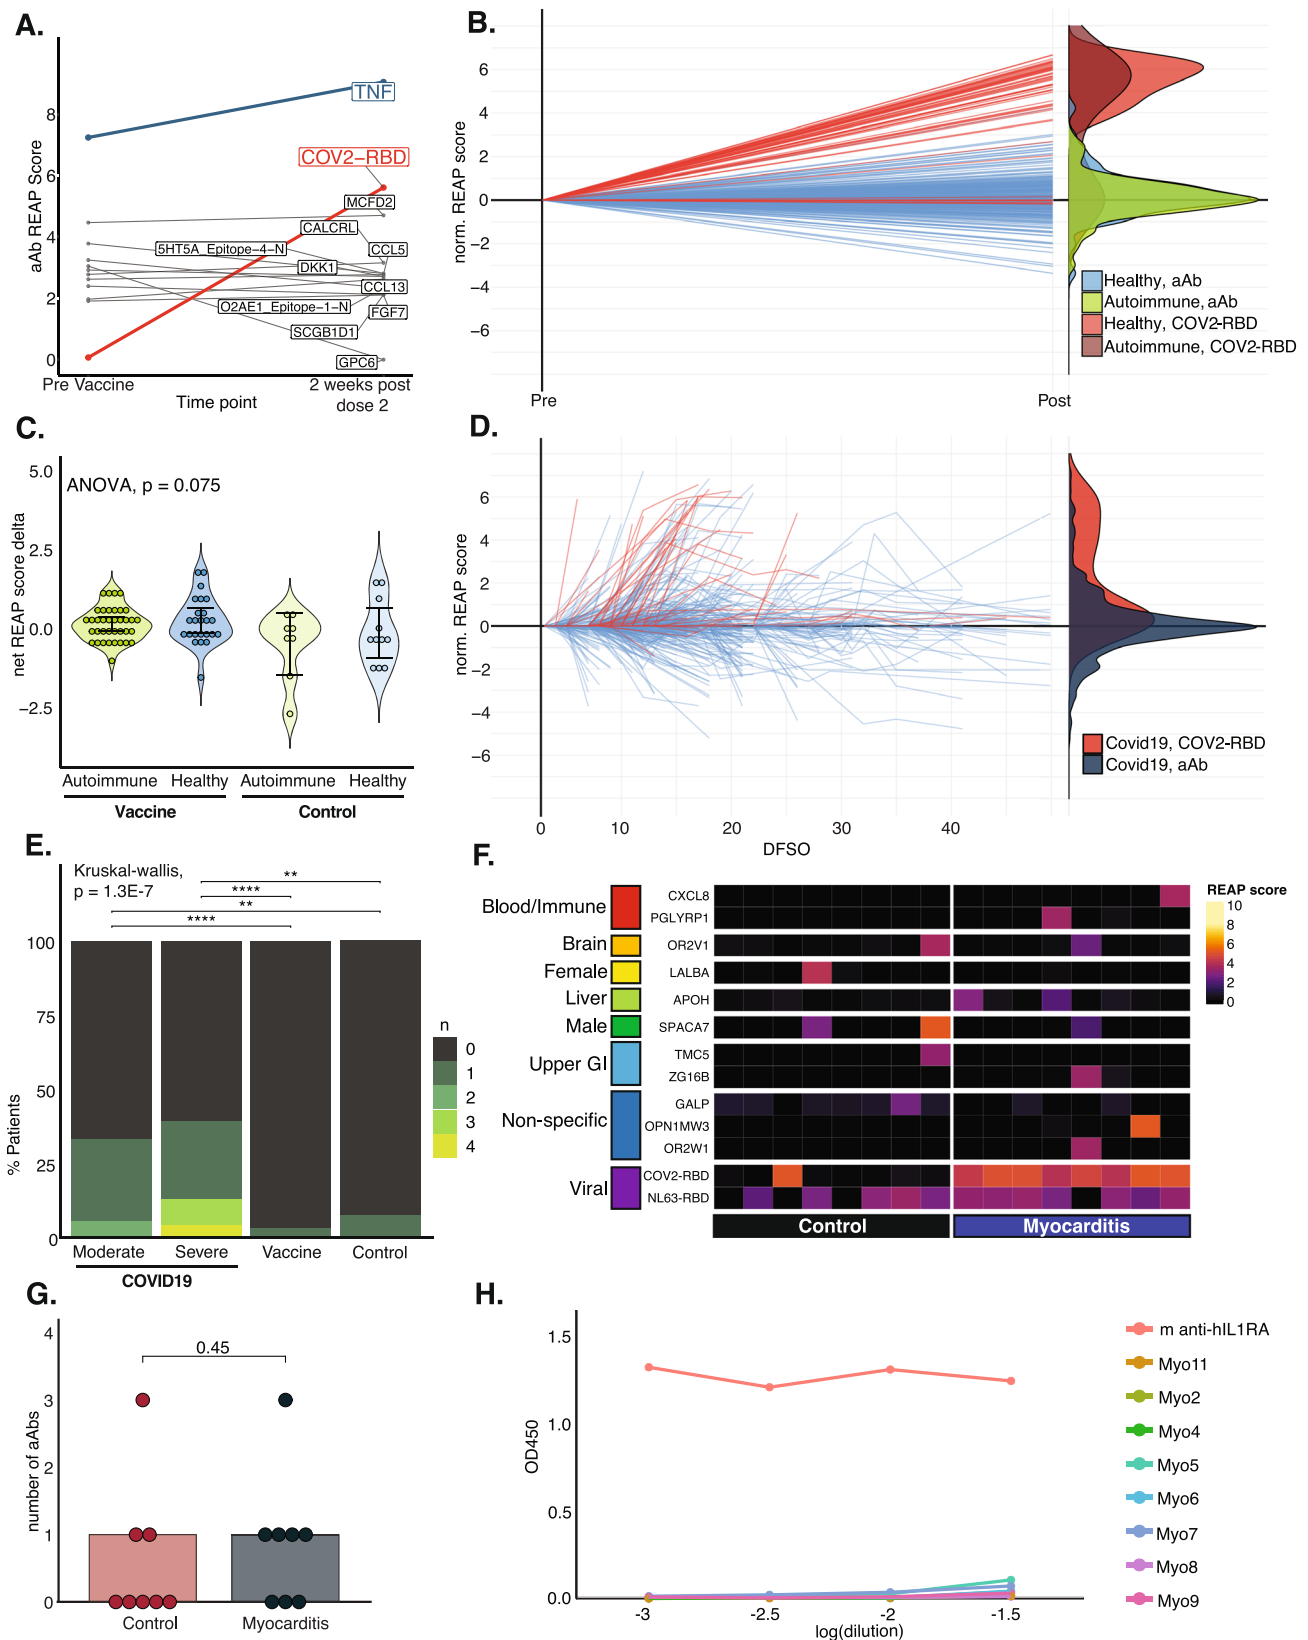 A.
aAb REAP Score
8
6
4
2
0
TNF
COV2−RBD
MCFD2
CALCRL
5HT5A_Epitope−4−N
CCL5
DKK1
CCL13
O2AE1_Epitope−1−N
FGF7
SCGB1D1
GPC6
Pre Vaccine
2 weeks post
dose 2
Time point
B.
norm. REAP score
6
4
2
0
−2
−4
−6
Pre
Post
Healthy, aAb
Autoimmune, aAb
Healthy, COV2-RBD
Autoimmune, COV2-RBD
C.
net REAP score delta
5.0
2.5
0.0
−2.5
ANOVA, p = 0.075
Autoimmune Healthy Autoimmune Healthy
Vaccine Control
D.
norm. REAP score
6
4
2
0
−2
−4
−6
0 10 20 30 40
DFSO
Covid19, COV2-RBD
Covid19, aAb
E.
Kruskal-wallis,
p = 1.3E-7
**
****
**
****
% Patients
100
75
50
25
0
Moderate Severe Vaccine Control
COVID19
n
0
1
2
3
4
F.
Blood/Immune
Brain
Female
Liver
Male
Upper GI
Non-specific
Viral
CXCL8
PGLYRP1
OR2V1
LALBA
APOH
SPACA7
TMC5
ZG16B
GALP
OPN1MW3
OR2W1
COV2-RBD
NL63-RBD
Control Myocarditis
REAP score
10
8
6
4
2
0
G.
number of aAbs
4
3
2
1
0
0.45
Control Myocarditis
H.
OD450
1.5
1.0
0.5
0.0
-3 -2.5 -2 -1.5
log(dilution)
m anti-hIL1RA
Myo11
Myo2
Myo4
Myo5
Myo6
Myo7
Myo8
Myo9